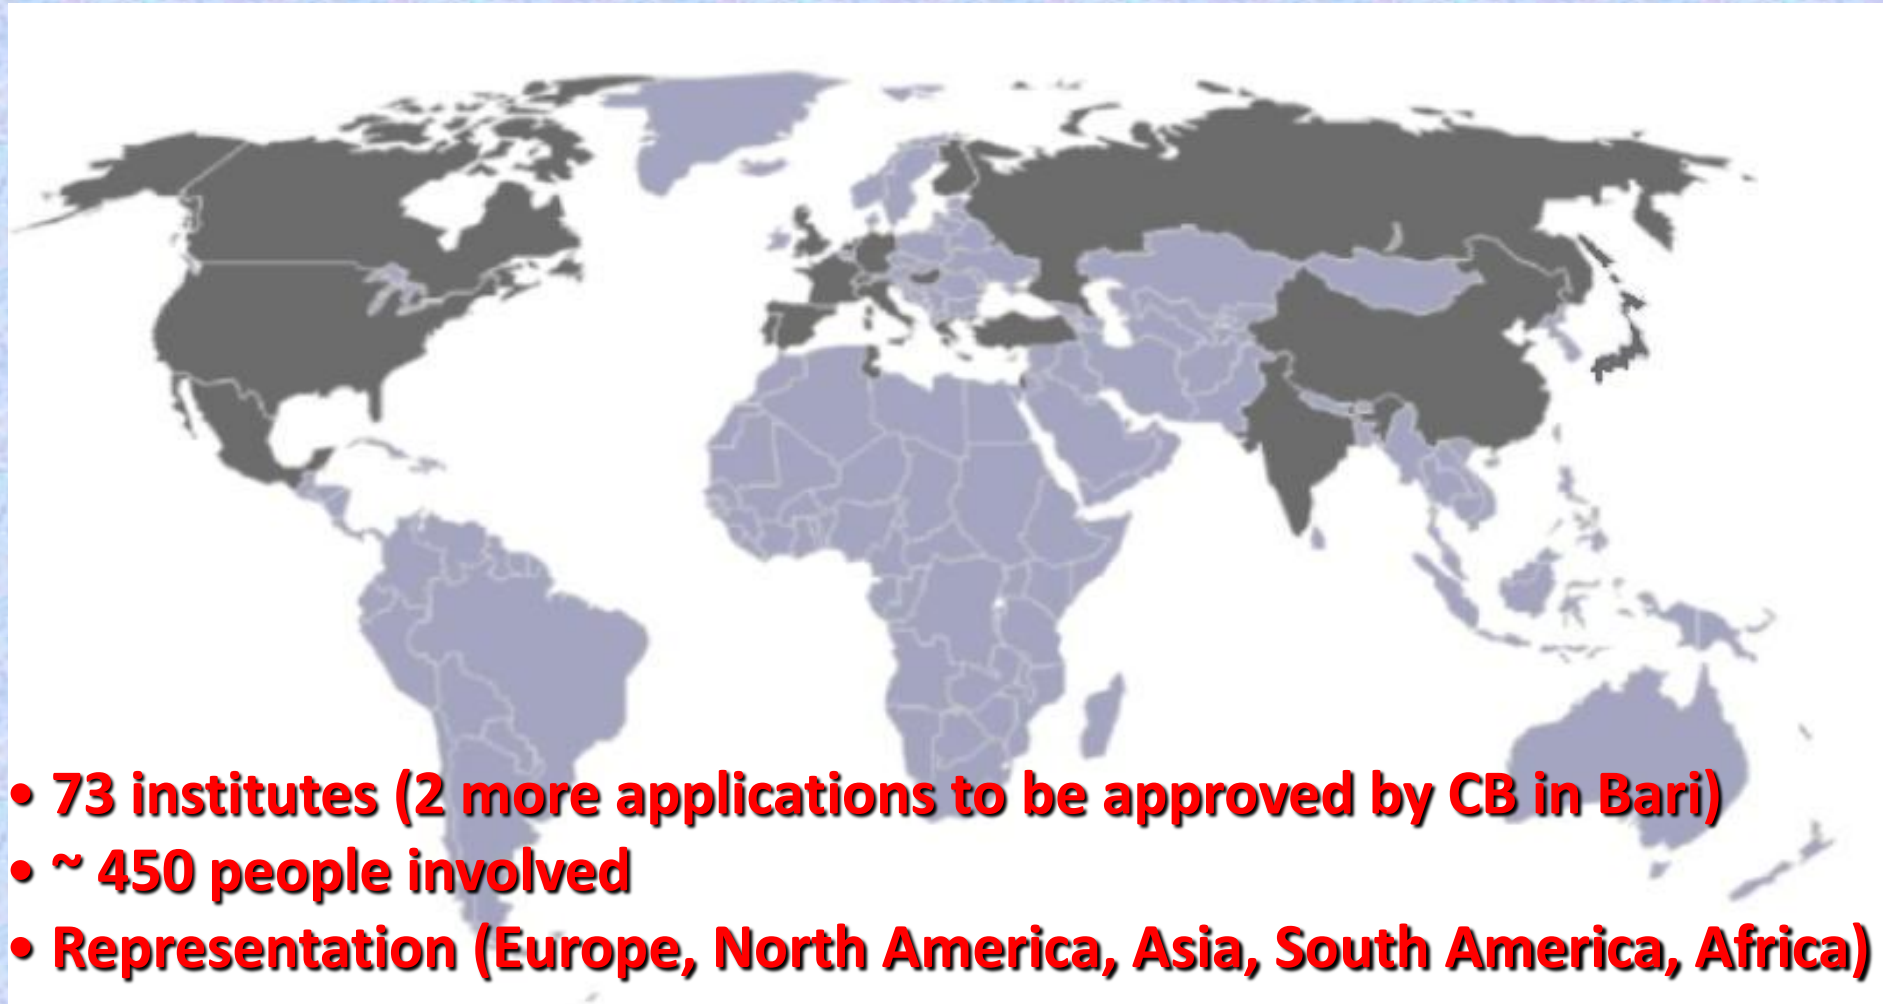 • 73 institutes (2 more applications to be approved by CB in Bari)
• ~ 450 people involved
• Representation (Europe, North America, Asia, South America, Africa)